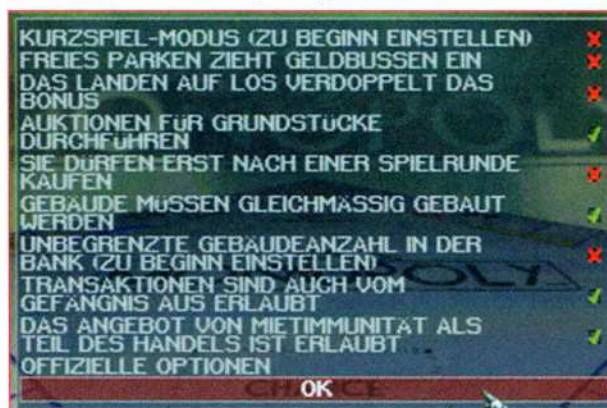 KURZSPIEL-MODUS (ZU BEGINN EINSTELLEN)
FREIES PARKEN ZIEHT GELDBUSSEN EIN
DAS LANDEN AUF LOS VERDOPPELT DAS
BONUS
AUKTIONEN FÜR GRUNDSTÜCKE
DURCHFÜHREN
SIE DÜRFEN ERST NACH EINER SPIELRUNDE
KAUFEN
GEBÄUDE MÜSSEN GLEICHMÄSSIG GEBAUT
WERDEN
UNBEGRENZTE GEBÄUDEANZAHL IN DER
BANK (ZU BEGINN EINSTELLEN)
TRANSAKTIONEN SIND AUCH VOM
GEFÄNGNIS AUS ERLAUBT
DAS ANGEBOT VON MIETIMMUNITÄT ALS
TEIL DES HANDELS IST ERLAUBT
OFFIZIELLE OPTIONEN
OK
CHANCE